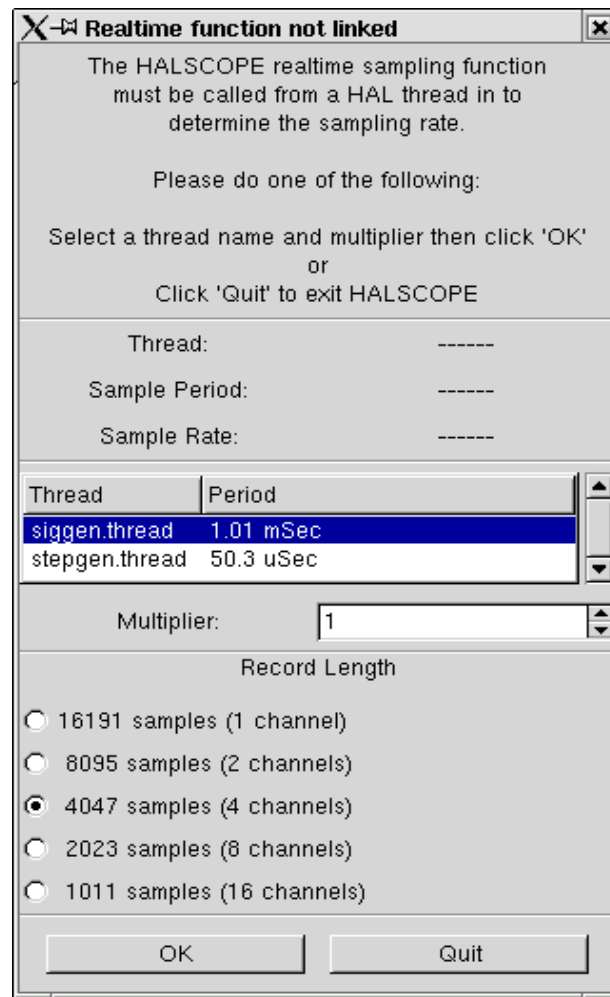 Realtime function not linked
The HALSCOPE realtime sampling function
must be called from a HAL thread in to
determine the sampling rate.
Please do one of the following:
Select a thread name and multiplier then click 'OK'
or
Click 'Quit' to exit HALSCOPE
Thread: ------
Sample Period: ------
Sample Rate: ------
Thread Period
siggen.thread 1.01 mSec
stepgen.thread 50.3 uSec
Multiplier: 1
Record Length
16191 samples (1 channel)
8095 samples (2 channels)
4047 samples (4 channels)
2023 samples (8 channels)
1011 samples (16 channels)
OK Quit